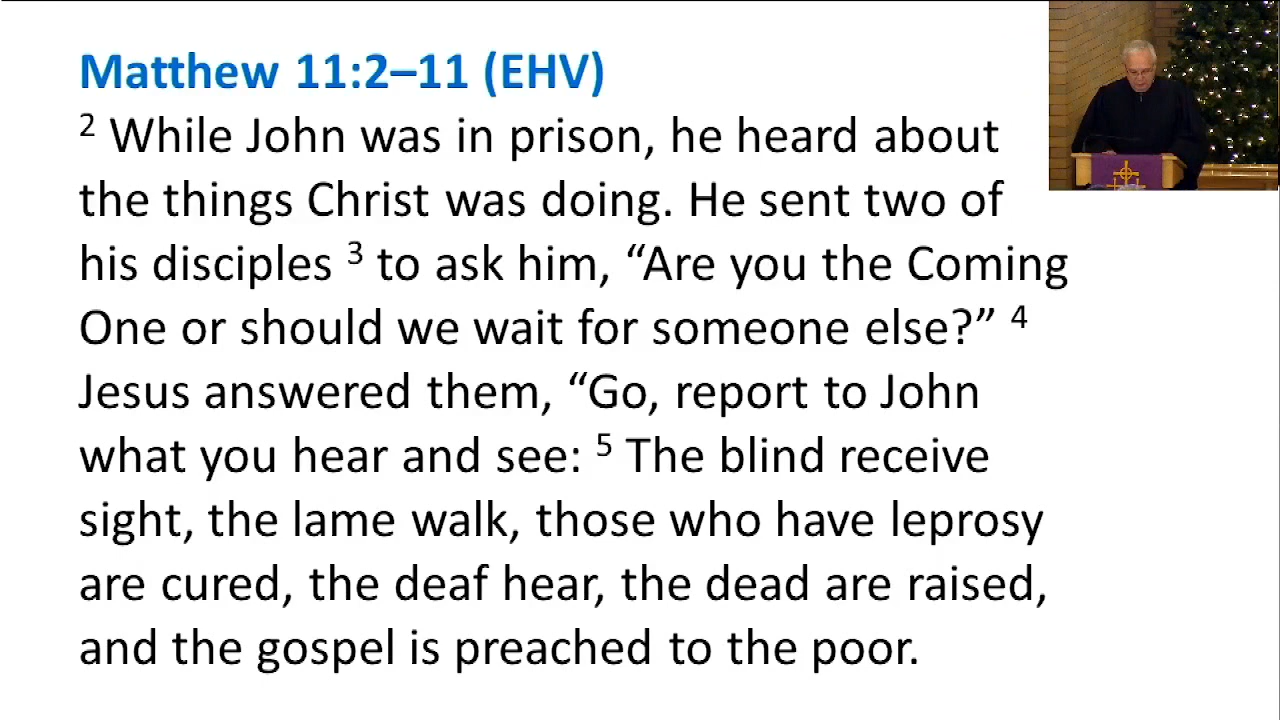 Matthew 11:2–11 (EHV)
2 While John was in prison, he heard about
the things Christ was doing. He sent two of
his disciples 3 to ask him, “Are you the Coming
One or should we wait for someone else?” 4
Jesus answered them, “Go, report to John
what you hear and see: 5 The blind receive
sight, the lame walk, those who have leprosy
are cured, the deaf hear, the dead are raised,
and the gospel is preached to the poor.